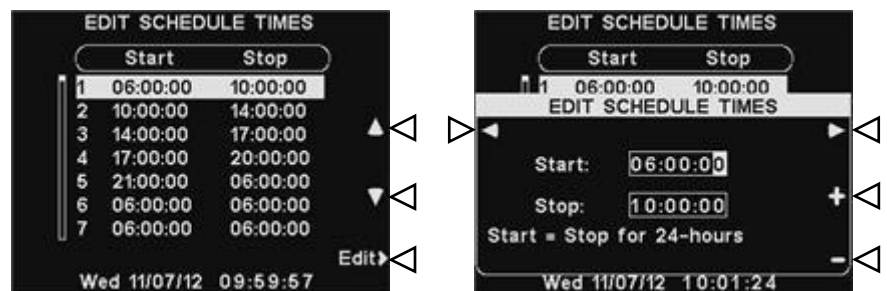 EDIT SCHEDULE TIMES
Start Stop
1 06:00:00 10:00:00
2 10:00:00 14:00:00
3 14:00:00 17:00:00
4 17:00:00 20:00:00
5 21:00:00 06:00:00
6 06:00:00 06:00:00
7 06:00:00 06:00:00
Edit
Wed 11/07/12 09:59:57
EDIT SCHEDULE TIMES
Start Stop
1 06:00:00 10:00:00
EDIT SCHEDULE TIMES
Start: 06:00:00
+
Stop: 10:00:00
Start = Stop for 24-hours
-
Wed 11/07/12 10:01:24